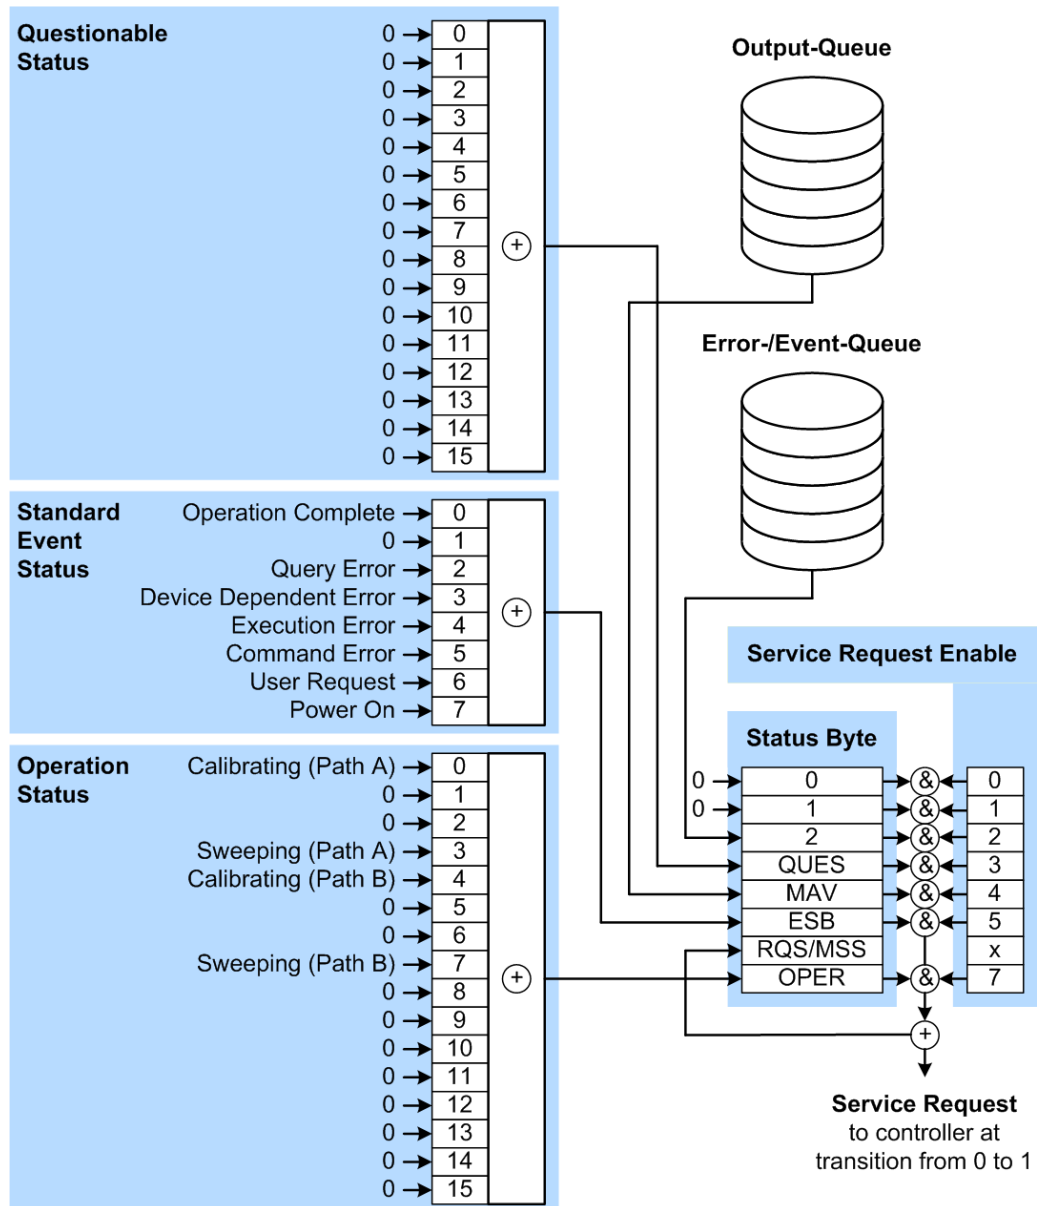 Questionable
Status
0 0
0 1
0 2
0 3
0 4
0 5
0 6
0 7
0 8
0 9
0 10
0 11
0 12
0 13
0 14
0 15
+
Output-Queue
Error-/Event-Queue
Standard
Event
Status
Operation Complete 0
0 1
Query Error 2
Device Dependent Error 3
Execution Error 4
Command Error 5
User Request 6
Power On 7
+
Operation
Status
Calibrating (Path A) 0
0 1
0 2
Sweeping (Path A) 3
Calibrating (Path B) 4
0 5
0 6
Sweeping (Path B) 7
0 8
0 9
0 10
0 11
0 12
0 13
0 14
0 15
+
Service Request Enable
Status Byte
0 0 & 0
0 1 & 1
2 & 2
QUES & 3
MAV & 4
ESB & 5
RQS/MSS x
OPER & 7
+
Service Request
to controller at
transition from 0 to 1